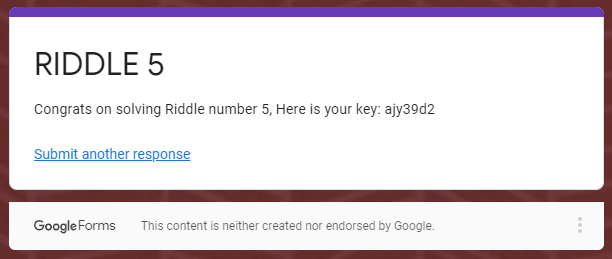 RIDDLE 5
Congrats on solving Riddle number 5, Here is your key: ajy39d2
Submit another response
Google Forms This content is neither created nor endorsed by Google.